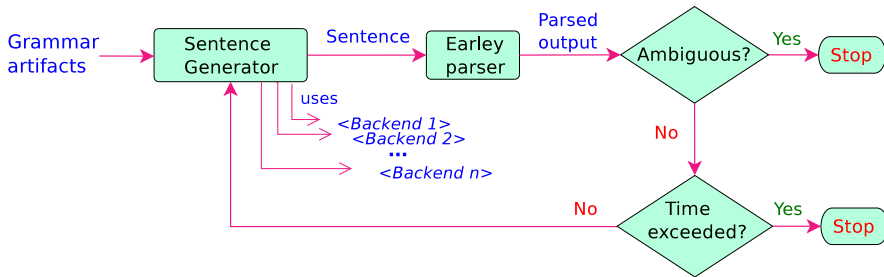 Grammar
artifacts
Sentence
Generator
Sentence
Earley
parser
Parsed
output
Ambiguous?
Yes
Stop
uses
<Backend 1>
<Backend 2>
...
<Backend n>
No
Time
exceeded?
Yes
Stop
No